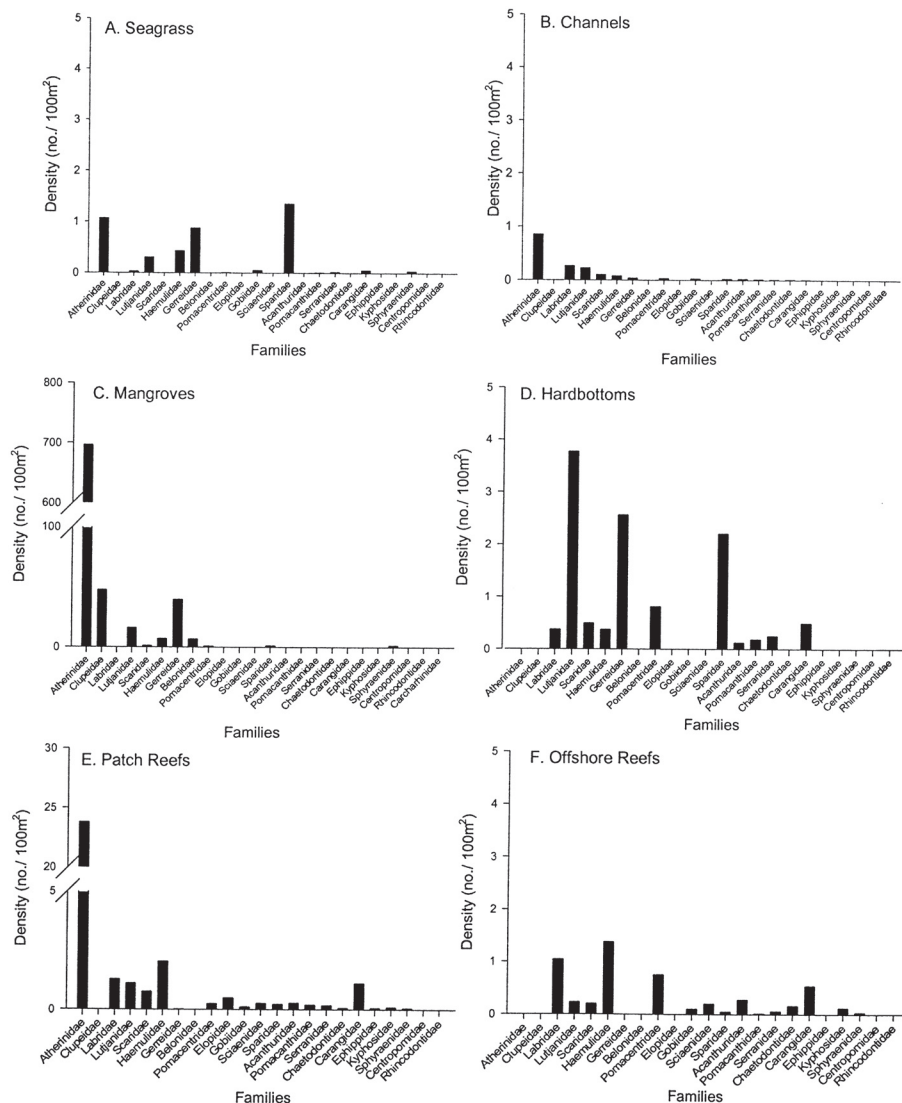 A. Seagrass
Density (no./ 100m²)
5
4
3
2
1
0
Atherinidae
Clupeidae
Labridae
Lutjanidae
Scaridae
Haemulidae
Gerreidae
Belonidae
Pomacentridae
Elopidae
Gobiidae
Sciaenidae
Sparidae
Acanthuridae
Pomacanthidae
Serranidae
Chaetodontidae
Carangidae
Ephippidae
Kyphosidae
Sphyraenidae
Centropomidae
Rhincodontidae
Families
B. Channels
Density (no./ 100m²)
5
4
3
2
1
0
Atherinidae
Clupeidae
Labridae
Lutjanidae
Scaridae
Haemulidae
Gerreidae
Belonidae
Pomacentridae
Elopidae
Gobiidae
Sciaenidae
Sparidae
Acanthuridae
Pomacanthidae
Serranidae
Chaetodontidae
Carangidae
Ephippidae
Kyphosidae
Sphyraenidae
Centropomidae
Rhincodontidae
Families
C. Mangroves
Density (no./ 100m²)
800
700
600
100
0
Atherinidae
Clupeidae
Labridae
Lutjanidae
Scaridae
Haemulidae
Gerreidae
Belonidae
Pomacentridae
Elopidae
Gobiidae
Sciaenidae
Sparidae
Acanthuridae
Pomacanthidae
Serranidae
Chaetodontidae
Carangidae
Ephippidae
Kyphosidae
Sphyraenidae
Centropomidae
Rhincodontidae
Carcharhinidae
Families
D. Hardbottoms
Density (no./ 100m²)
5
4
3
2
1
0
Atherinidae
Clupeidae
Labridae
Lutjanidae
Scaridae
Haemulidae
Gerreidae
Belonidae
Pomacentridae
Elopidae
Gobiidae
Sciaenidae
Sparidae
Acanthuridae
Pomacanthidae
Serranidae
Chaetodontidae
Carangidae
Ephippidae
Kyphosidae
Sphyraenidae
Centropomidae
Rhincodontidae
Families
E. Patch Reefs
Density (no./ 100m²)
30
25
20
5
0
Atherinidae
Clupeidae
Labridae
Lutjanidae
Scaridae
Haemulidae
Gerreidae
Belonidae
Pomacentridae
Elopidae
Gobiidae
Sciaenidae
Sparidae
Acanthuridae
Pomacanthidae
Serranidae
Chaetodontidae
Carangidae
Ephippidae
Kyphosidae
Sphyraenidae
Centropomidae
Rhincodontidae
Families
F. Offshore Reefs
Density (no./ 100m²)
5
4
3
2
1
0
Atherinidae
Clupeidae
Labridae
Lutjanidae
Scaridae
Haemulidae
Gerreidae
Belonidae
Pomacentridae
Elopidae
Gobiidae
Sciaenidae
Sparidae
Acanthuridae
Pomacanthidae
Serranidae
Chaetodontidae
Carangidae
Ephippidae
Kyphosidae
Sphyraenidae
Centropomidae
Rhincodontidae
Families